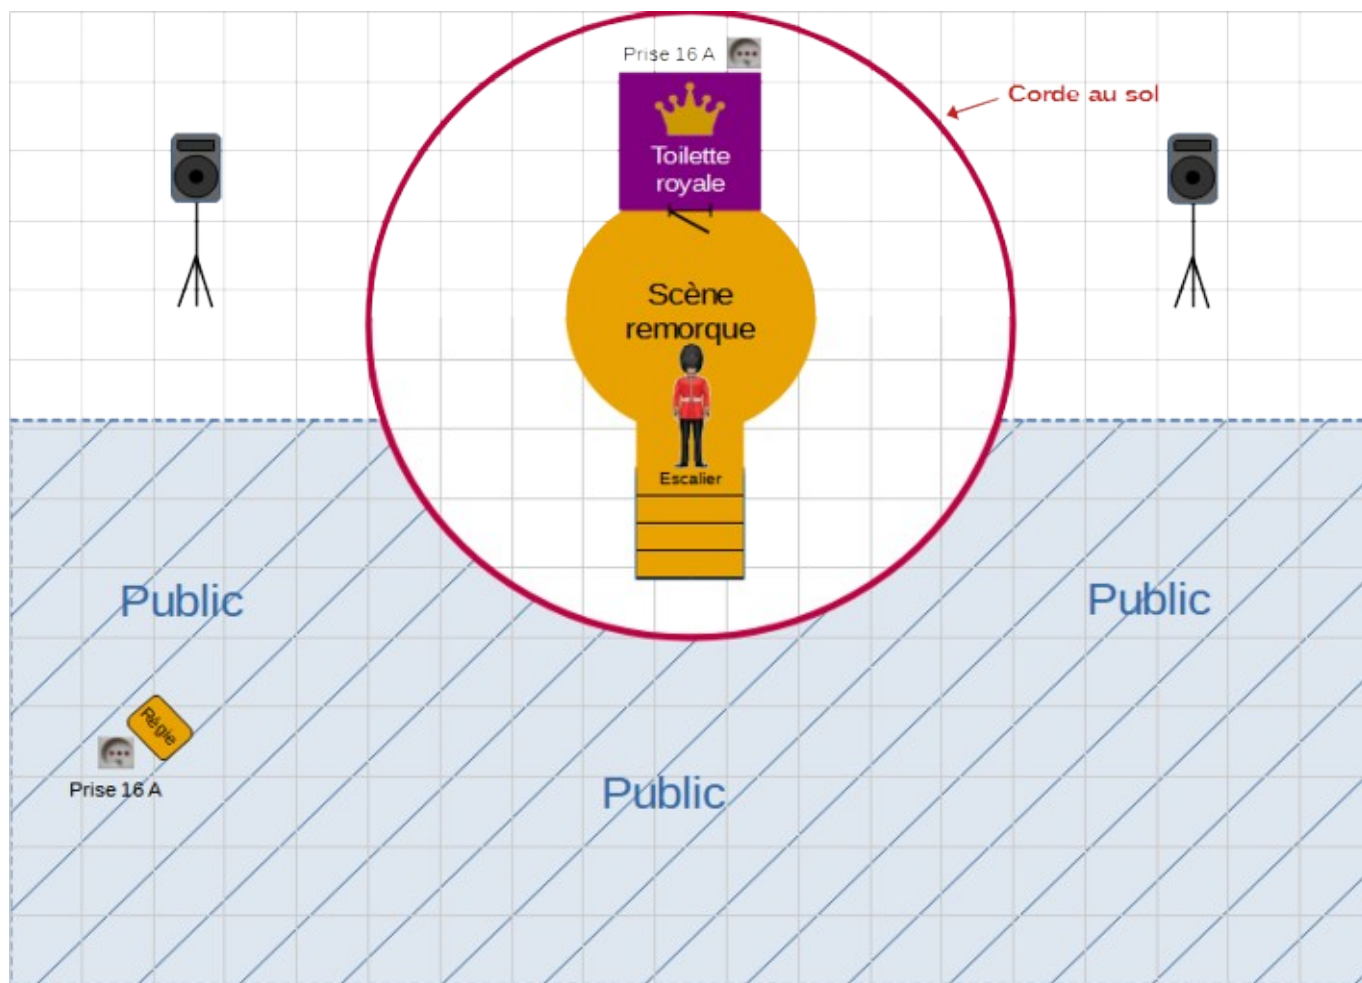 Prise 16 A
Corde au sol
Toilette
royale
Scène
remorque
Escalier
Public
Public
Régie
Prise 16 A
Public